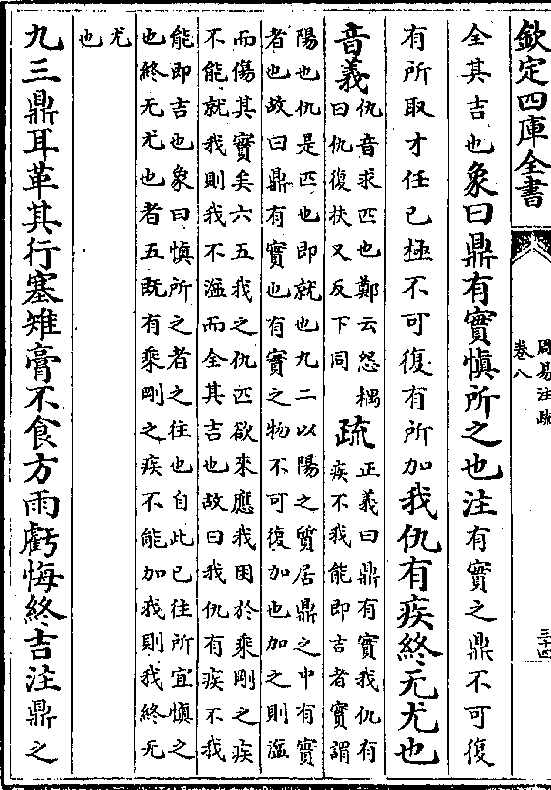 欽定四庫全書
周易注疏
卷八
三十四
全其吉也象曰鼎有實慎所之也注有實之鼎不可復
有所取才任已極不可復有所加我仇有疾終无尤也
音義
仇音求匹也鄭云怨耦
曰仇復扶又反下同
疏
正義曰鼎有實我仇有
疾不我能即吉者實謂
陽也仇是匹也即就也九二以陽之質居鼎之中有實
者也故曰鼎有實也有實之物不可復加也加之則溢
而傷其實矣六五我之仇匹欲來應我困於乘剛之疾
不能就我則我不溢而全其吉也故曰我仇有疾不我
能即吉也象曰慎所之者之往也自此已往所宜慎之
也終无尤也者五既有乘剛之疾不能加我則我終无
尤
也
九三鼎耳革其行塞雉膏不食方雨虧悔終吉注鼎之